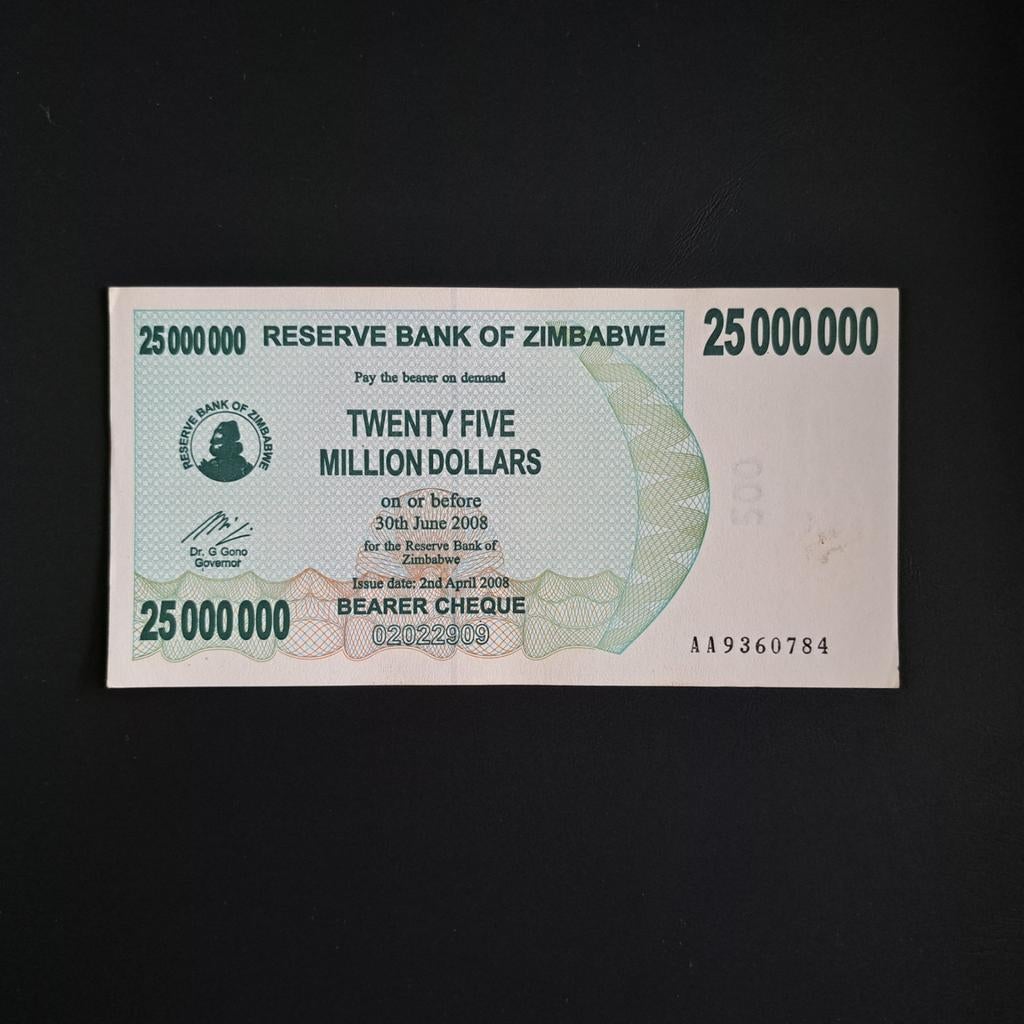 25 000 000 RESERVE BANK OF ZIMBABWE 25 000 000
Pay the bearer on demand
TWENTY FIVE
MILLION DOLLARS
RESERVE BANK OF ZIMBABWE
on or before
30th June 2008
for the Reserve Bank of
Zimbabwe
Dr. G Gono
Governor
Issue date: 2nd April 2008
BEARER CHEQUE
25 000 000
02022909
500
AA9360784